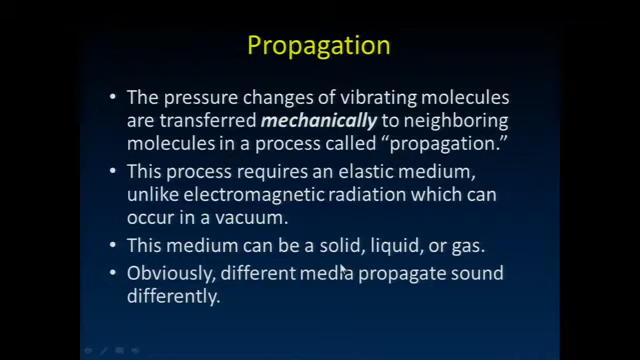 Propagation
• The pressure changes of vibrating molecules
are transferred mechanically to neighboring
molecules in a process called “propagation.”
• This process requires an elastic medium,
unlike electromagnetic radiation which can
occur in a vacuum.
• This medium can be a solid, liquid, or gas.
• Obviously, different media propagate sound
differently.